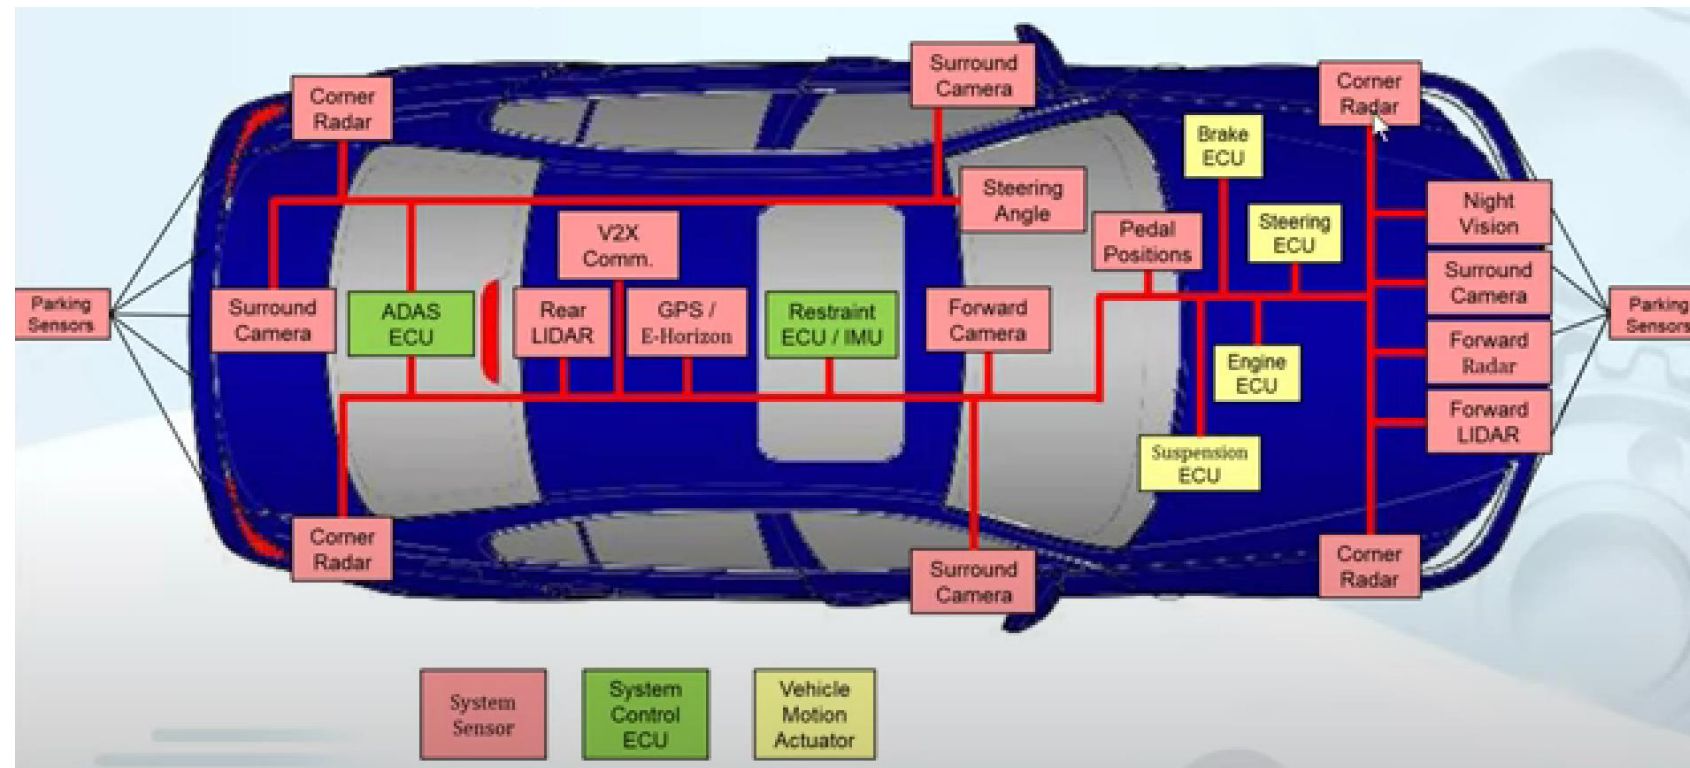 Surround
Camera
Corner
Radar
Corner
Radar
Brake
ECU
Steering
Angle
Night
Vision
V2X
Comm.
Pedal
Positions
Steering
ECU
Surround
Camera
Parking
Sensors
Surround
Camera
ADAS
ECU
Rear
LIDAR
GPS /
E-Horizon
Restraint
ECU / IMU
Forward
Camera
Parking
Sensors
Engine
ECU
Forward
Radar
Forward
LIDAR
Suspension
ECU
Corner
Radar
Surround
Camera
Corner
Radar
System
Sensor
System
Control
ECU
Vehicle
Motion
Actuator